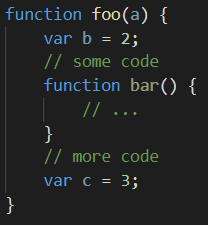 function foo(a) {
    var b = 2;
    // some code
    function bar() {
        // ...
    }
    // more code
    var c = 3;
}